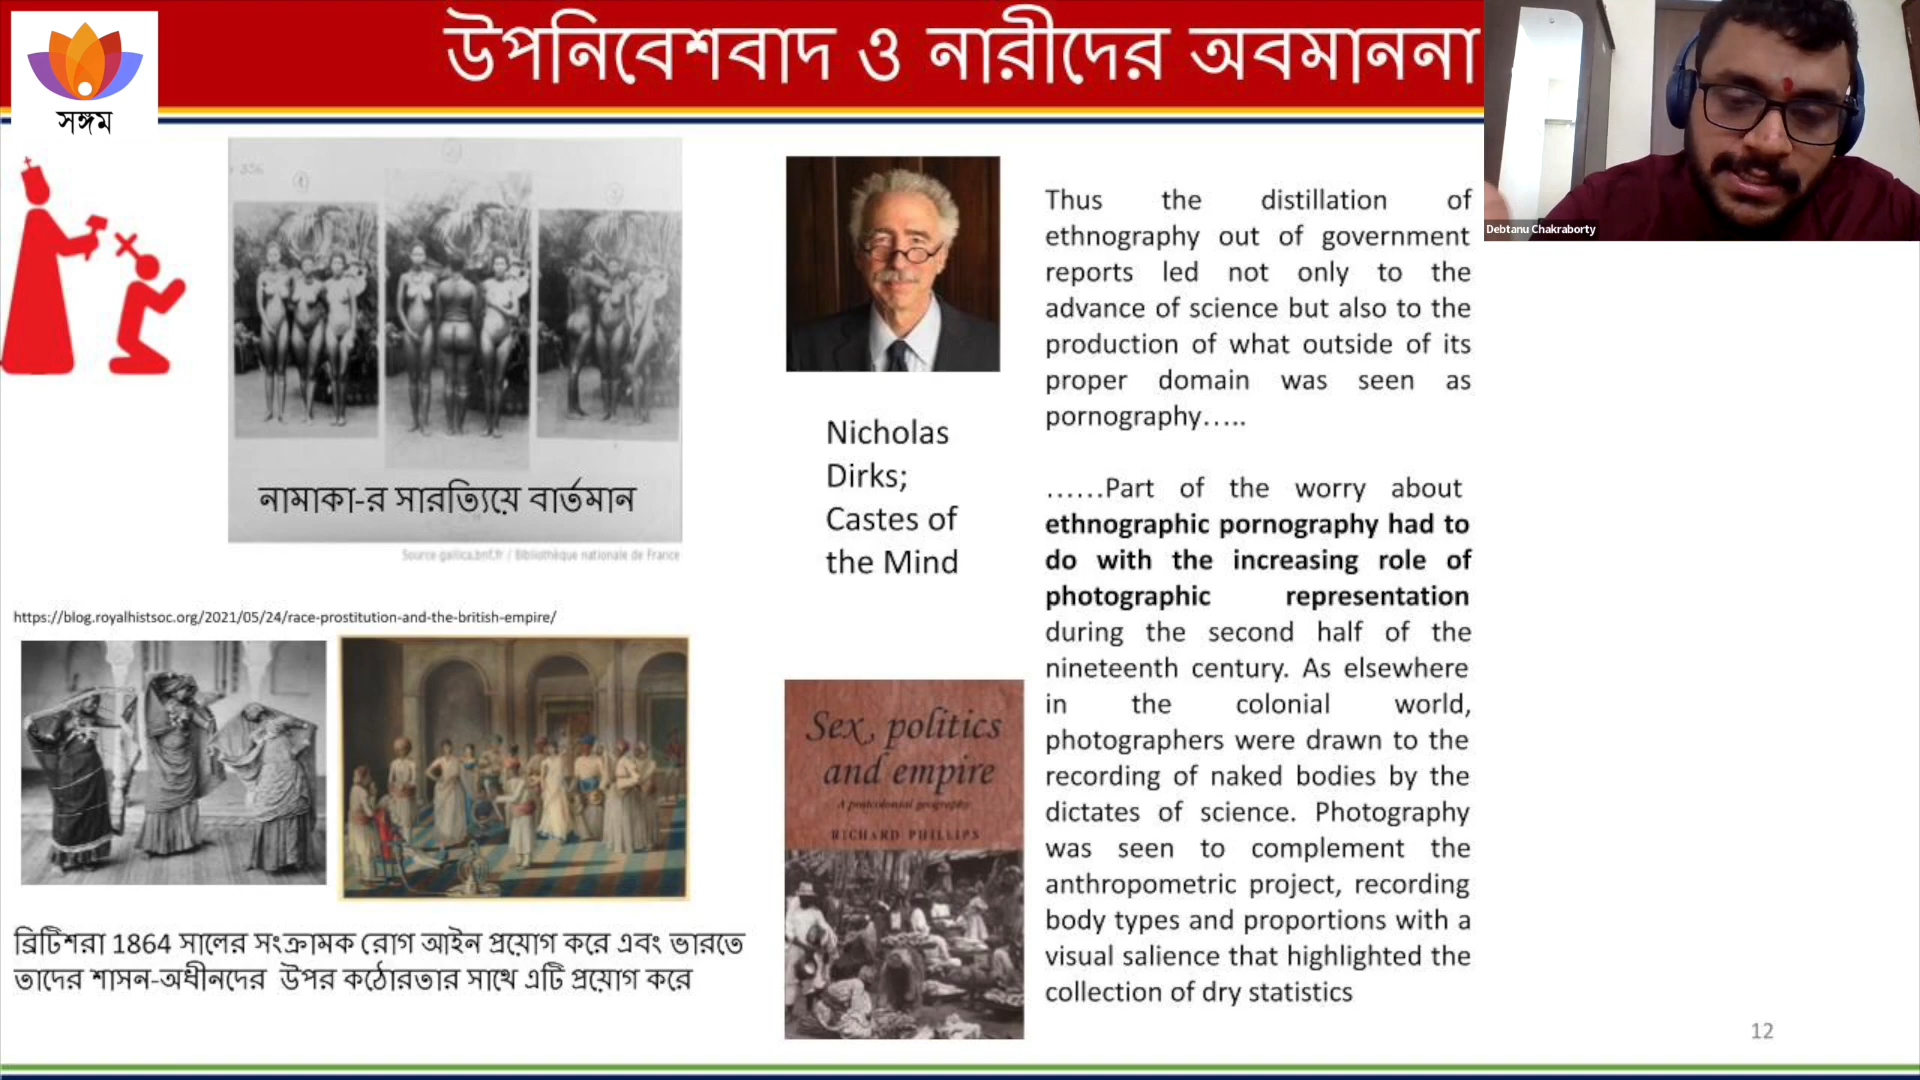 উপনিবেশবাদ ও নারীদের অবমাননা
সঙ্গম
Debtanu Chakraborty
336
নামাকা-র সারত্যিয়ে বার্তমান
Source gallica.bnf.fr / Bibliothèque nationale de France
Nicholas
Dirks;
Castes of
the Mind
Thus the distillation of
ethnography out of government
reports led not only to the
advance of science but also to the
production of what outside of its
proper domain was seen as
pornography…..
……Part of the worry about
ethnographic pornography had to
do with the increasing role of
photographic representation
during the second half of the
nineteenth century. As elsewhere
in the colonial world,
photographers were drawn to the
recording of naked bodies by the
dictates of science. Photography
was seen to complement the
anthropometric project, recording
body types and proportions with a
visual salience that highlighted the
collection of dry statistics
https://blog.royalhistsoc.org/2021/05/24/race-prostitution-and-the-british-empire/
Sex, politics
and empire
A postcolonial geography
RICHARD PHILLIPS
ব্রিটিশরা 1864 সালের সংক্রামক রোগ আইন প্রয়োগ করে এবং ভারতে
তাদের শাসন-অধীনদের উপর কঠোরতার সাথে এটি প্রয়োগ করে
12